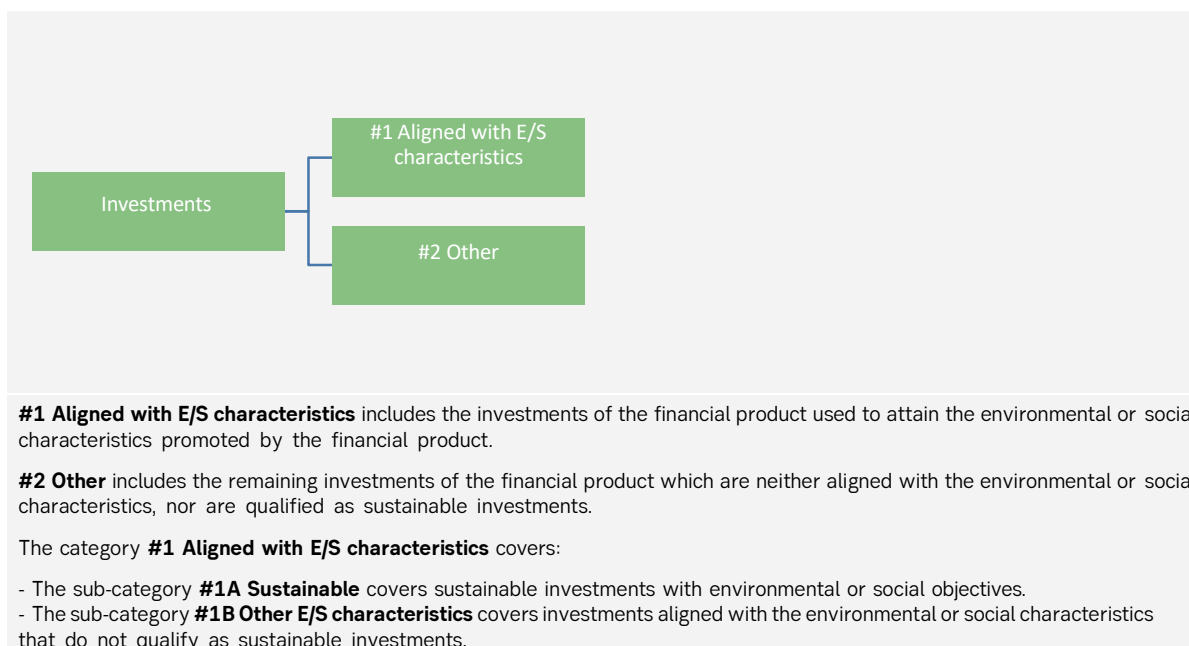 #1 Aligned with E/S
characteristics
Investments
#2 Other
#1 Aligned with E/S characteristics includes the investments of the financial product used to attain the environmental or socia
characteristics promoted by the financial product.
#2 Other includes the remaining investments of the financial product which are neither aligned with the environmental or socia
characteristics, nor are qualified as sustainable investments.
The category #1 Aligned with E/S characteristics covers:
- The sub-category #1A Sustainable covers sustainable investments with environmental or social objectives.
- The sub-category #1B Other E/S characteristics covers investments aligned with the environmental or social characteristics
that do not qualify as sustainable investments.